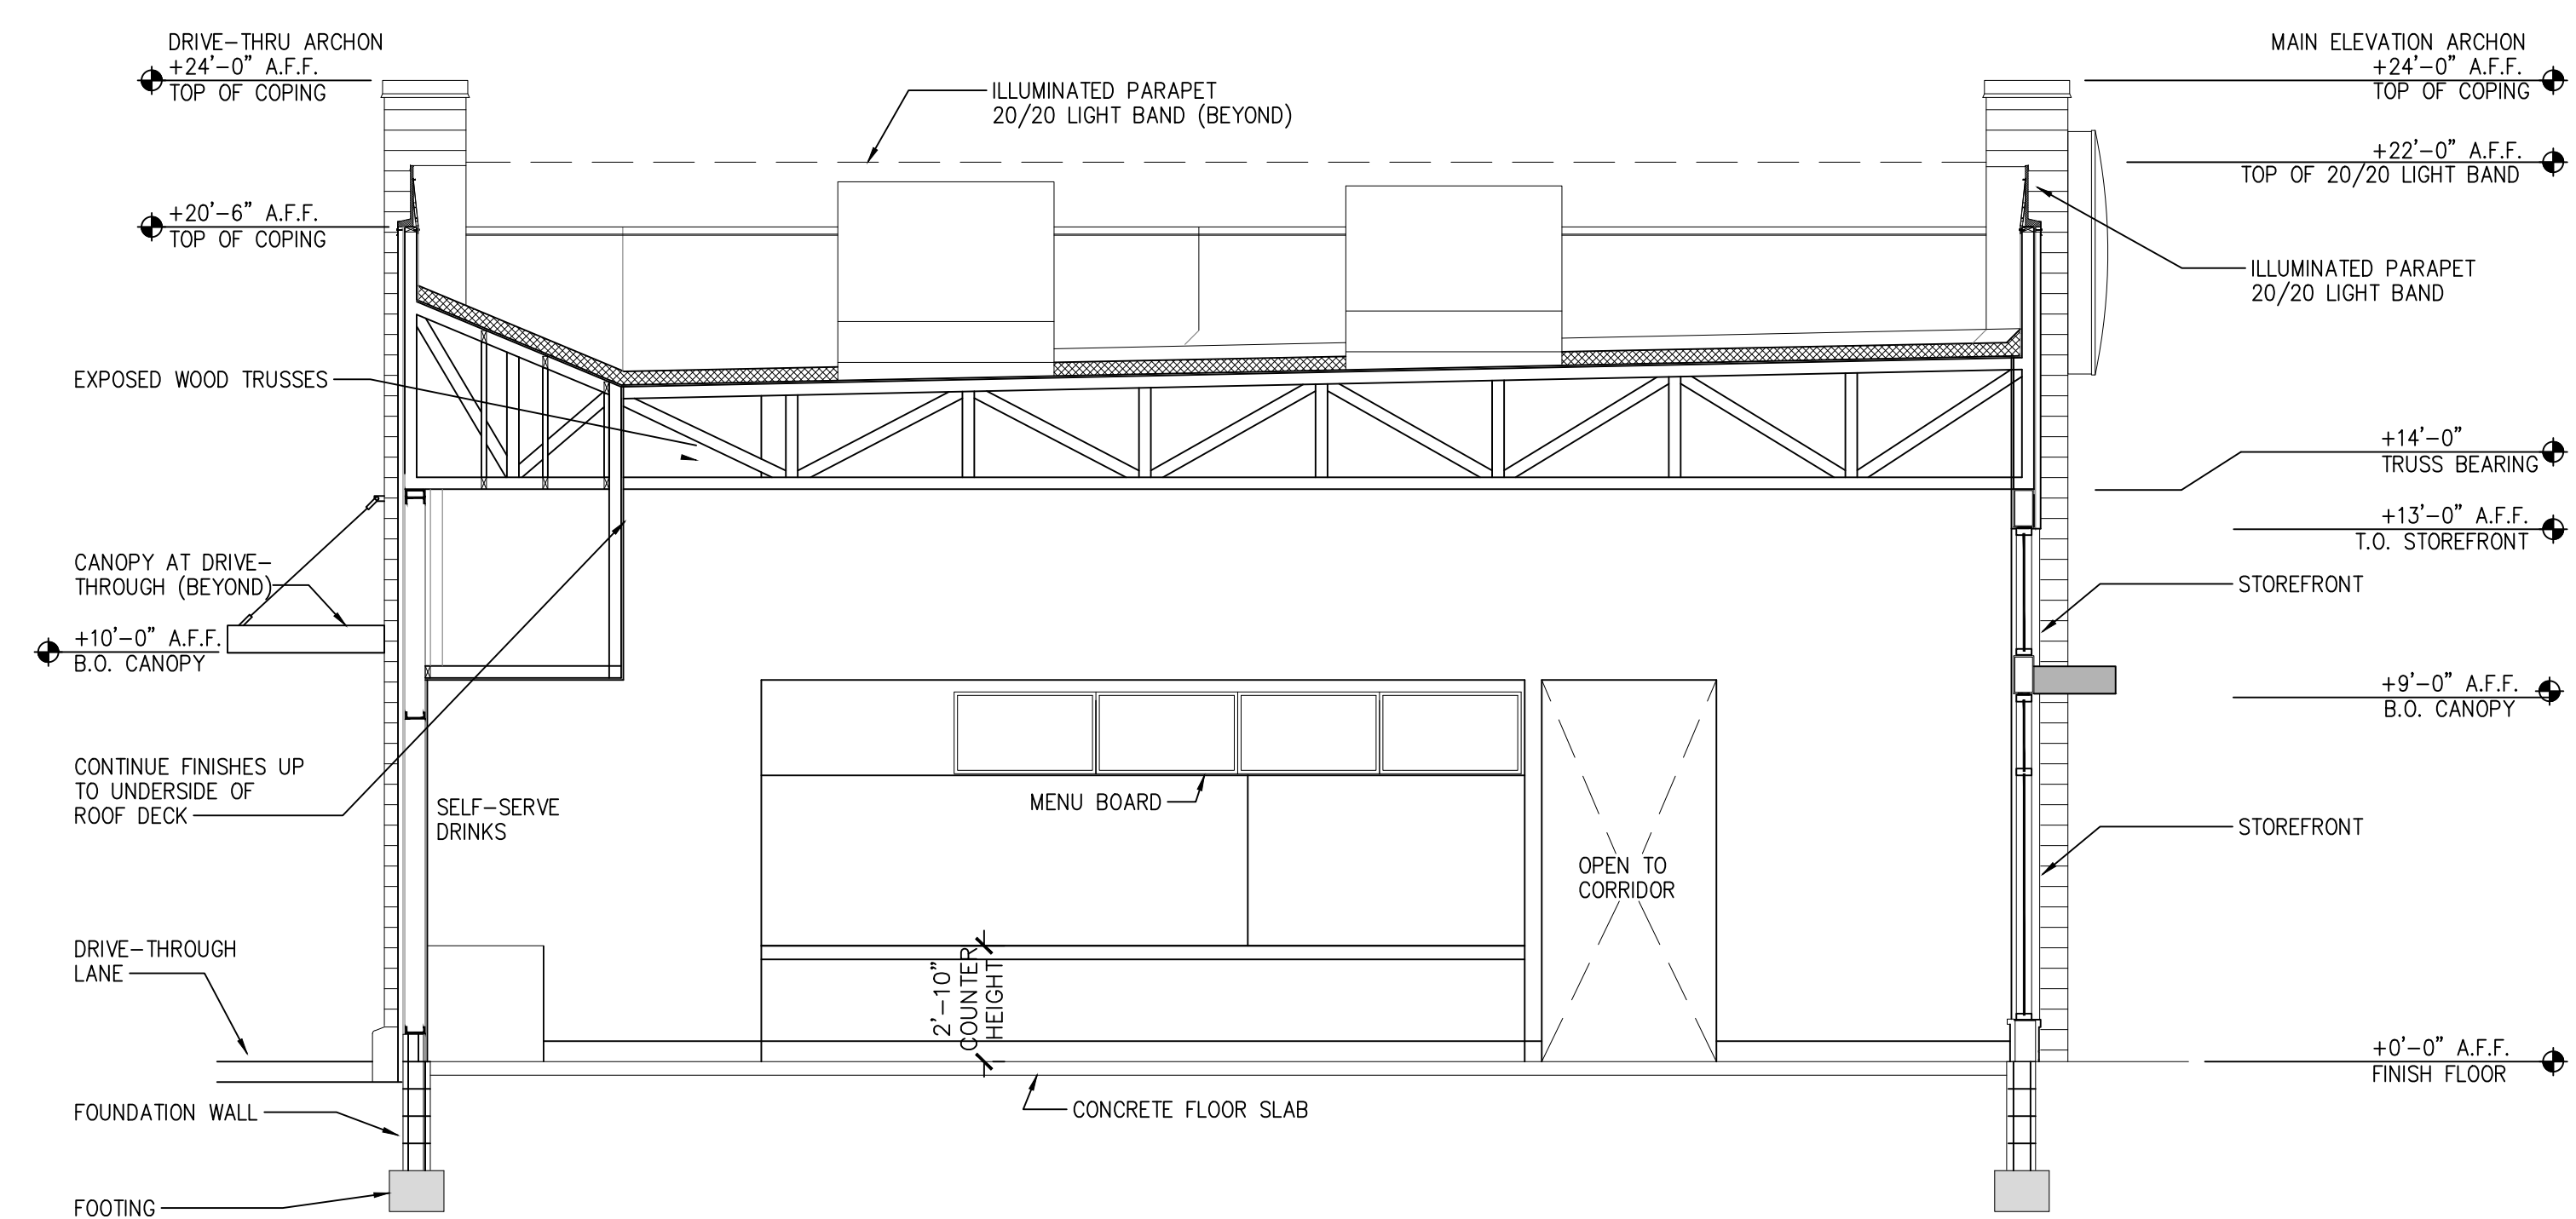 DRIVE-THRU ARCHON
+24'-0" A.F.F.
TOP OF COPING
MAIN ELEVATION ARCHON
+24'-0" A.F.F.
TOP OF COPING
ILLUMINATED PARAPET
20/20 LIGHT BAND (BEYOND)
+22'-0" A.F.F.
TOP OF 20/20 LIGHT BAND
+20'-6" A.F.F.
TOP OF COPING
ILLUMINATED PARAPET
20/20 LIGHT BAND
EXPOSED WOOD TRUSSES
+14'-0"
TRUSS BEARING
+13'-0" A.F.F.
T.O. STOREFRONT
CANOPY AT DRIVE-
THROUGH (BEYOND)
STOREFRONT
+10'-0" A.F.F.
B.O. CANOPY
+9'-0" A.F.F.
B.O. CANOPY
CONTINUE FINISHES UP
TO UNDERSIDE OF
ROOF DECK
SELF-SERVE
DRINKS
MENU BOARD
STOREFRONT
OPEN TO
CORRIDOR
DRIVE-THROUGH
LANE
2'-10"
COUNTER
HEIGHT
+0'-0" A.F.F.
FINISH FLOOR
FOUNDATION WALL
CONCRETE FLOOR SLAB
FOOTING